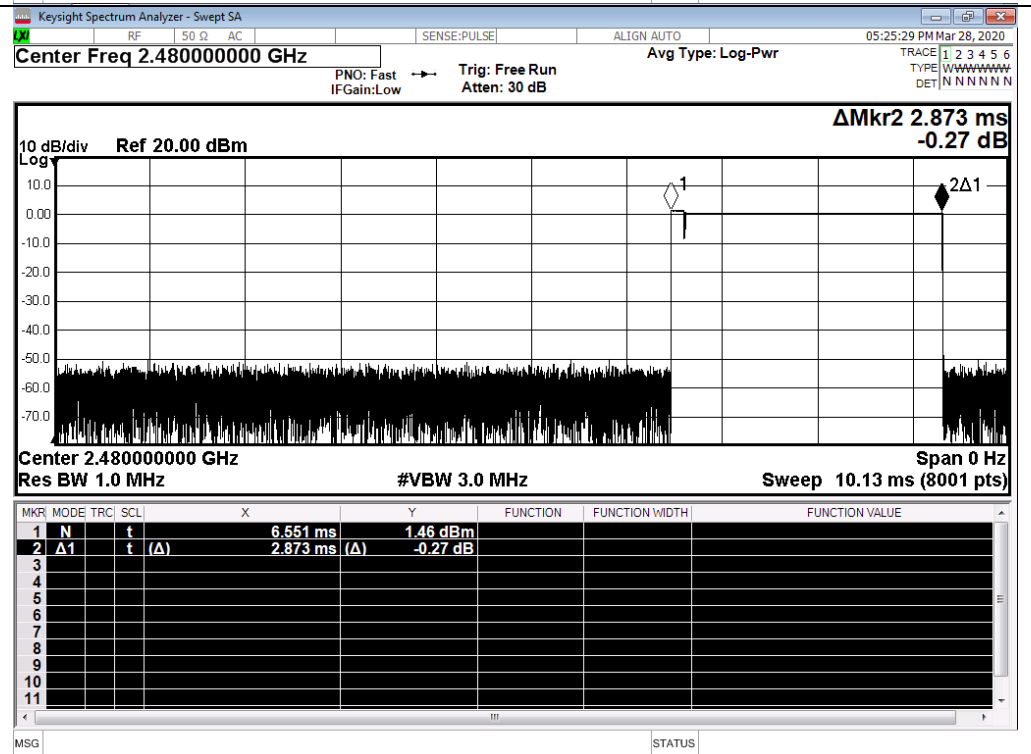 Keysight Spectrum Analyzer - Swept SA
LXI RF 50 Ω AC SENSE:PULSE ALIGN AUTO 05:25:29 PM Mar 28, 2020
Center Freq 2.480000000 GHz
PNO: Fast
IFGain:Low
Trig: Free Run
Atten: 30 dB
Avg Type: Log-Pwr
TRACE 1 2 3 4 5 6
TYPE WWWWWW
DET N N N N N N
ΔMkr2 2.873 ms
-0.27 dB
10 dB/div Ref 20.00 dBm
Log
10.0
0.00
-10.0
-20.0
-30.0
-40.0
-50.0
-60.0
-70.0
1
2Δ1
Center 2.480000000 GHz Span 0 Hz
Res BW 1.0 MHz #VBW 3.0 MHz Sweep 10.13 ms (8001 pts)
MKR MODE TRC SCL X Y FUNCTION FUNCTION WIDTH FUNCTION VALUE
1 N t 6.551 ms 1.46 dBm
2 Δ1 t (Δ) 2.873 ms (Δ) -0.27 dB
3
4
5
6
7
8
9
10
11
MSG STATUS